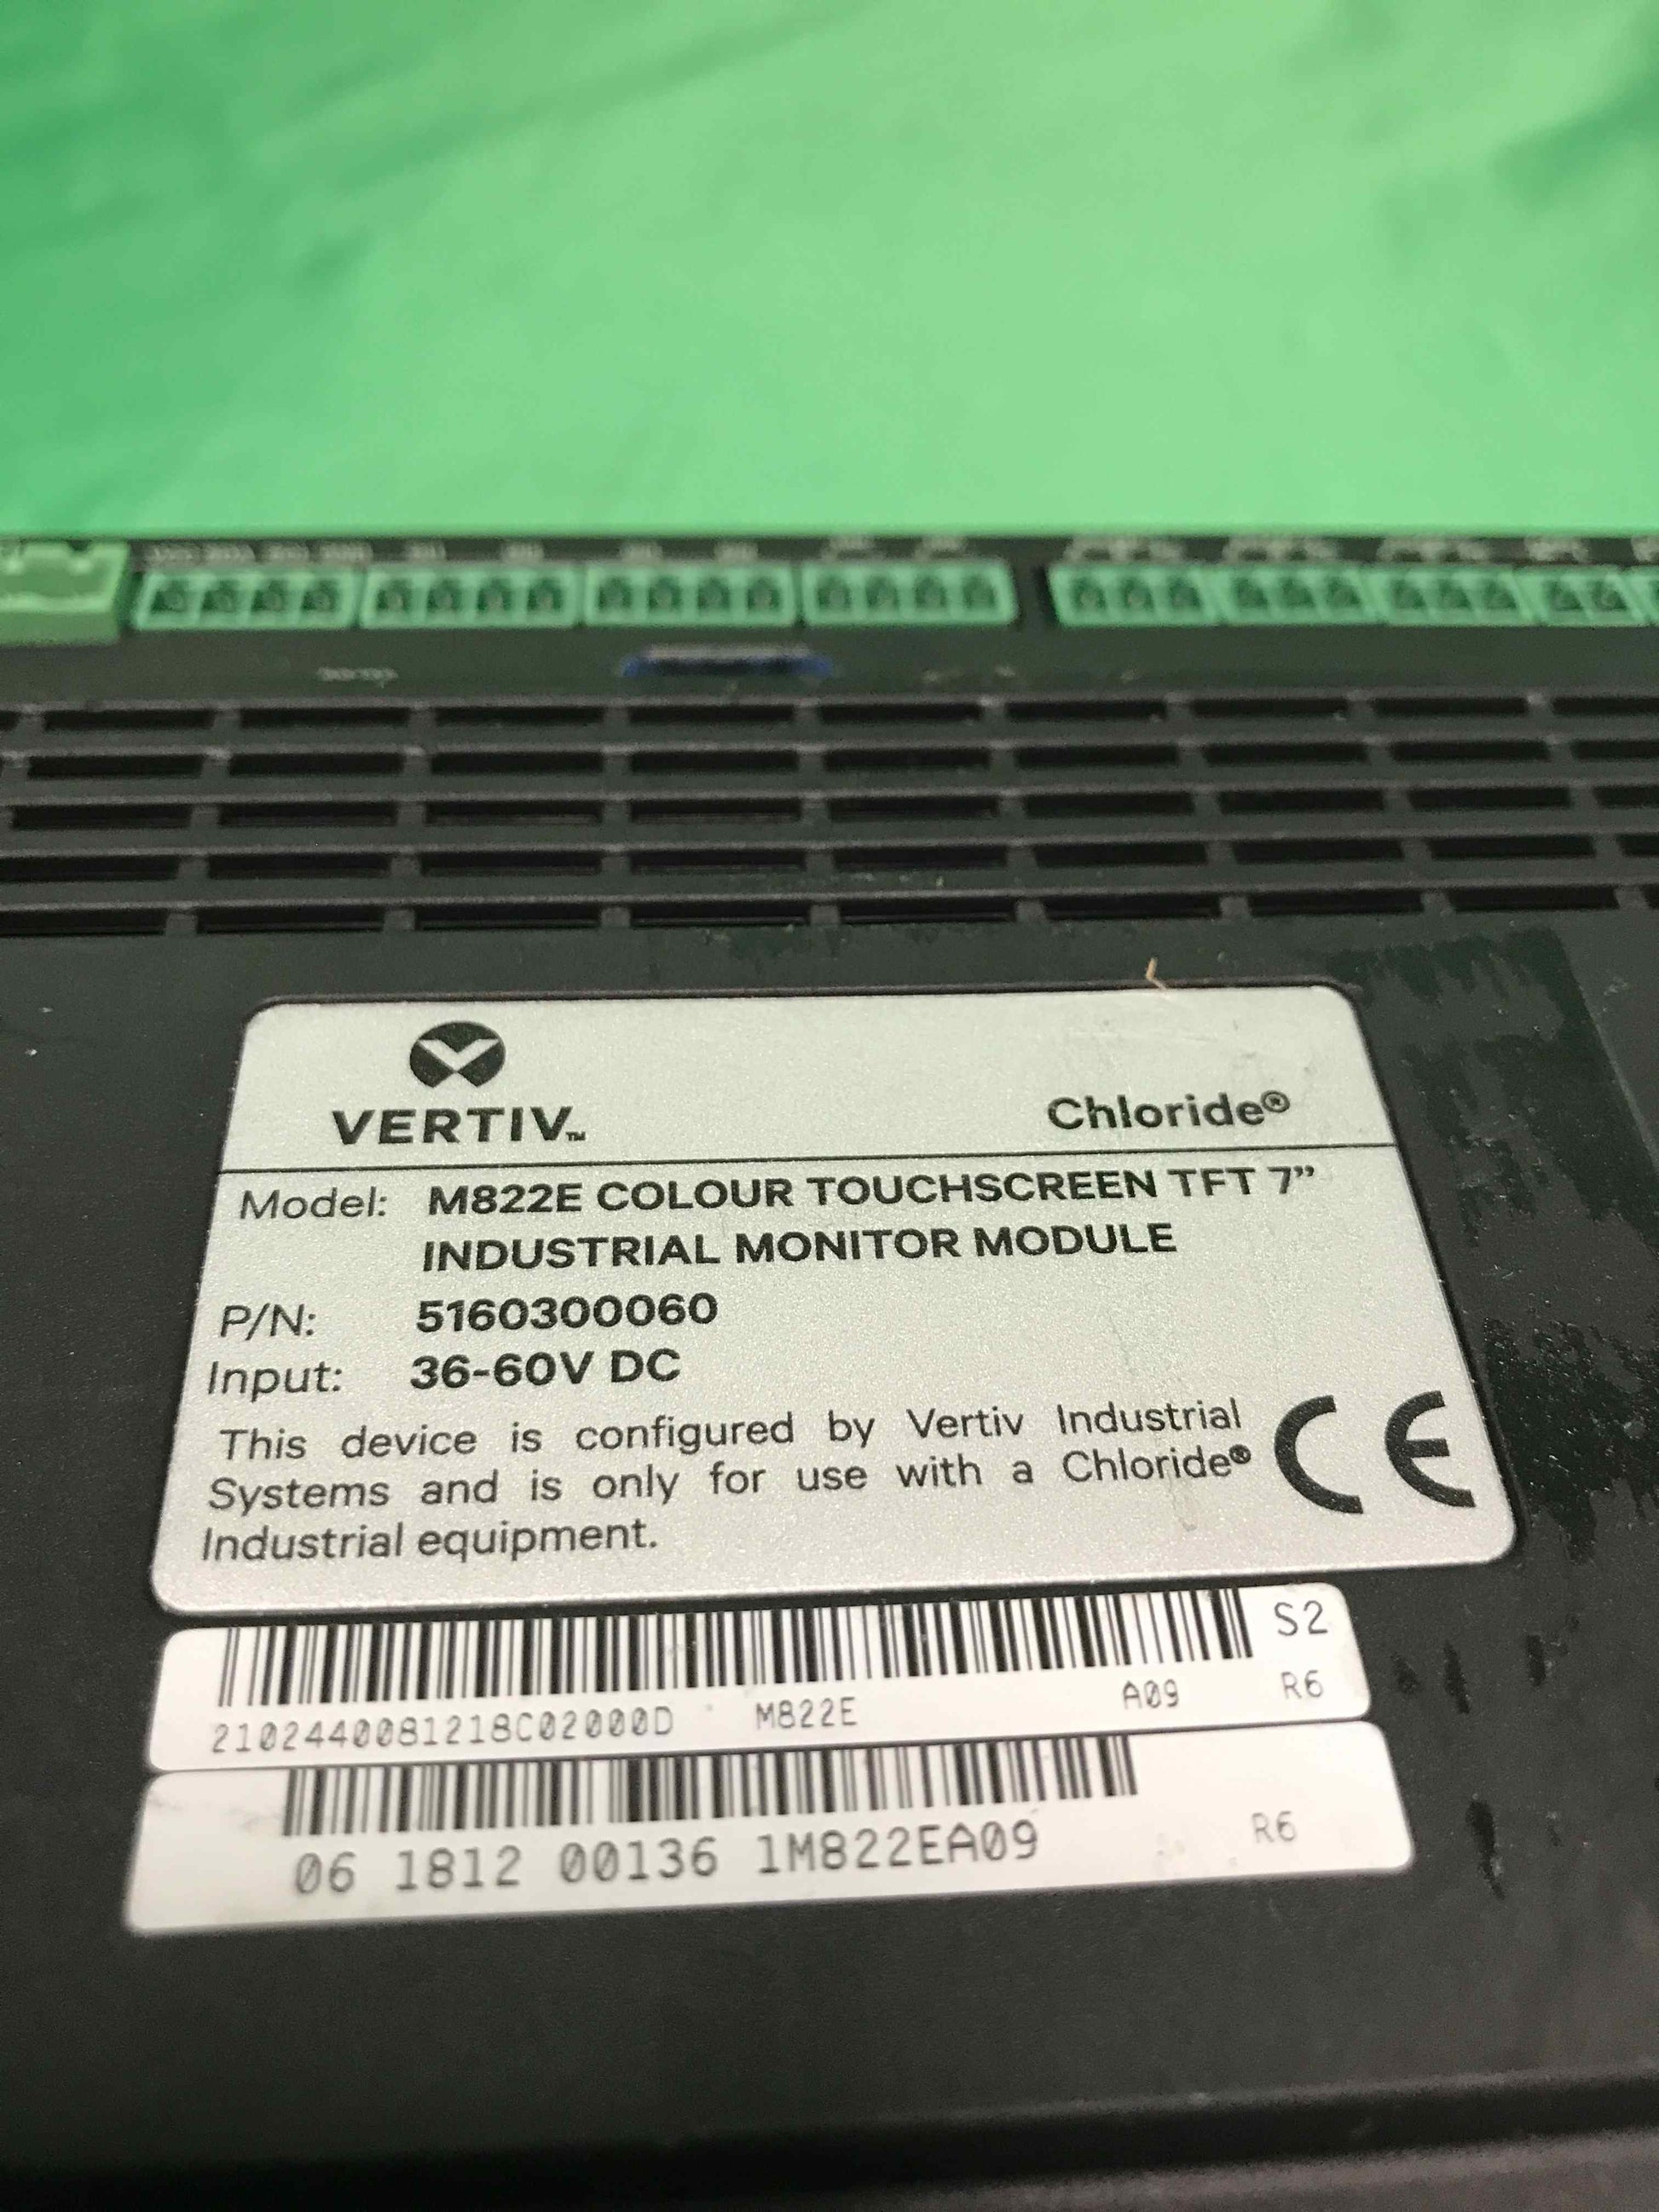 VERTIV™
Chloride®
Model: M822E COLOUR TOUCHSCREEN TFT 7”
INDUSTRIAL MONITOR MODULE
P/N: 5160300060
Input: 36-60V DC
This device is configured by Vertiv Industrial
Systems and is only for use with a Chloride®
Industrial equipment.
CE
S2
2102440081218C02000D M822E A09 R6
06 1812 00136 1M822EA09 R6